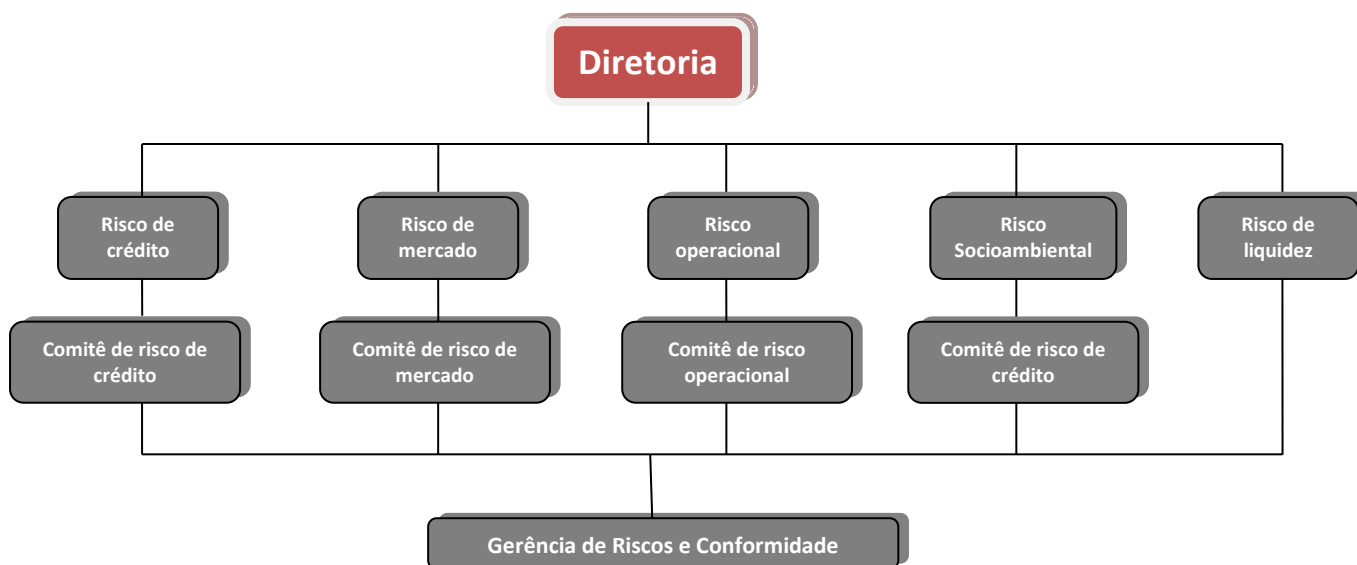 Diretoria
Risco de
crédito
Risco de
mercado
Risco
operacional
Risco
Socioambiental
Risco de
liquidez
Comitê de risco de
crédito
Comitê de risco de
mercado
Comitê de risco
operacional
Comitê de risco de
crédito
Gerência de Riscos e Conformidade